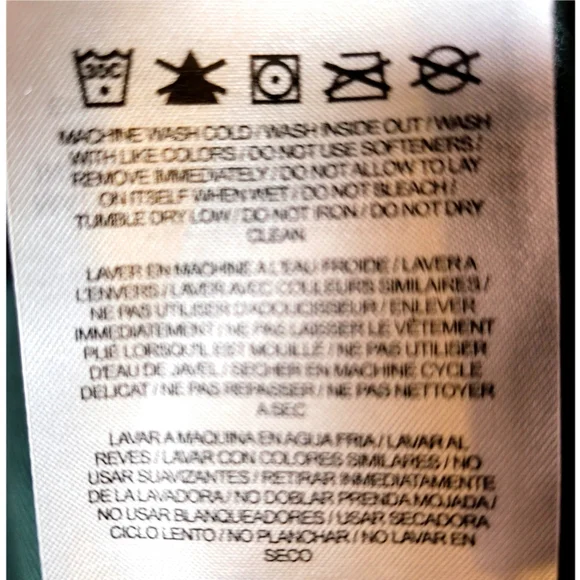 30C
MACHINE WASH COLD / WASH INSIDE OUT / WASH
WITH LIKE COLORS / DO NOT USE SOFTENERS /
REMOVE IMMEDIATELY / DO NOT ALLOW TO LAY
ON ITSELF WHEN WET / DO NOT BLEACH /
TUMBLE DRY LOW / DO NOT IRON / DO NOT DRY
CLEAN
LAVER EN MACHINE A L'EAU FROIDE / LAVER A
L'ENVERS / LAVER AVEC COULEURS SIMILAIRES /
NE PAS UTILISER D'ADOUCISSEUR / ENLEVER
IMMEDIATEMENT / NE PAS LAISSER LE VÊTEMENT
PLIE LORSQU'IL EST MOUILLE / NE PAS UTILISER
D'EAU DE JAVEL / SECHER EN MACHINE CYCLE
DELICAT / NE PAS REPASSER / NE PAS NETTOYER
A SEC
LAVAR A MAQUINA EN AGUA FRIA / LAVAR AL
REVES / LAVAR CON COLORES SIMILARES / NO
USAR SUAVIZANTES / RETIRAR INMEDIATAMENTE
DE LA LAVADORA / NO DOBLAR PRENDA MOJADA /
NO USAR BLANQUEADORES / USAR SECADORA
CICLO LENTO / NO PLANCHAR / NO LAVAR EN
SECO